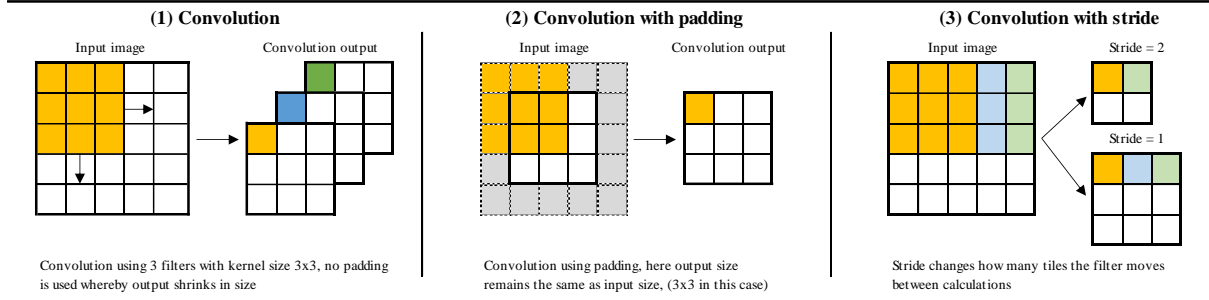 (1) Convolution
Input image
Convolution output
Convolution using 3 filters with kernel size 3x3, no padding
is used whereby output shrinks in size
(2) Convolution with padding
Input image
Convolution output
Convolution using padding, here output size
remains the same as input size, (3x3 in this case)
(3) Convolution with stride
Input image
Stride = 2
Stride = 1
Stride changes how many tiles the filter moves
between calculations